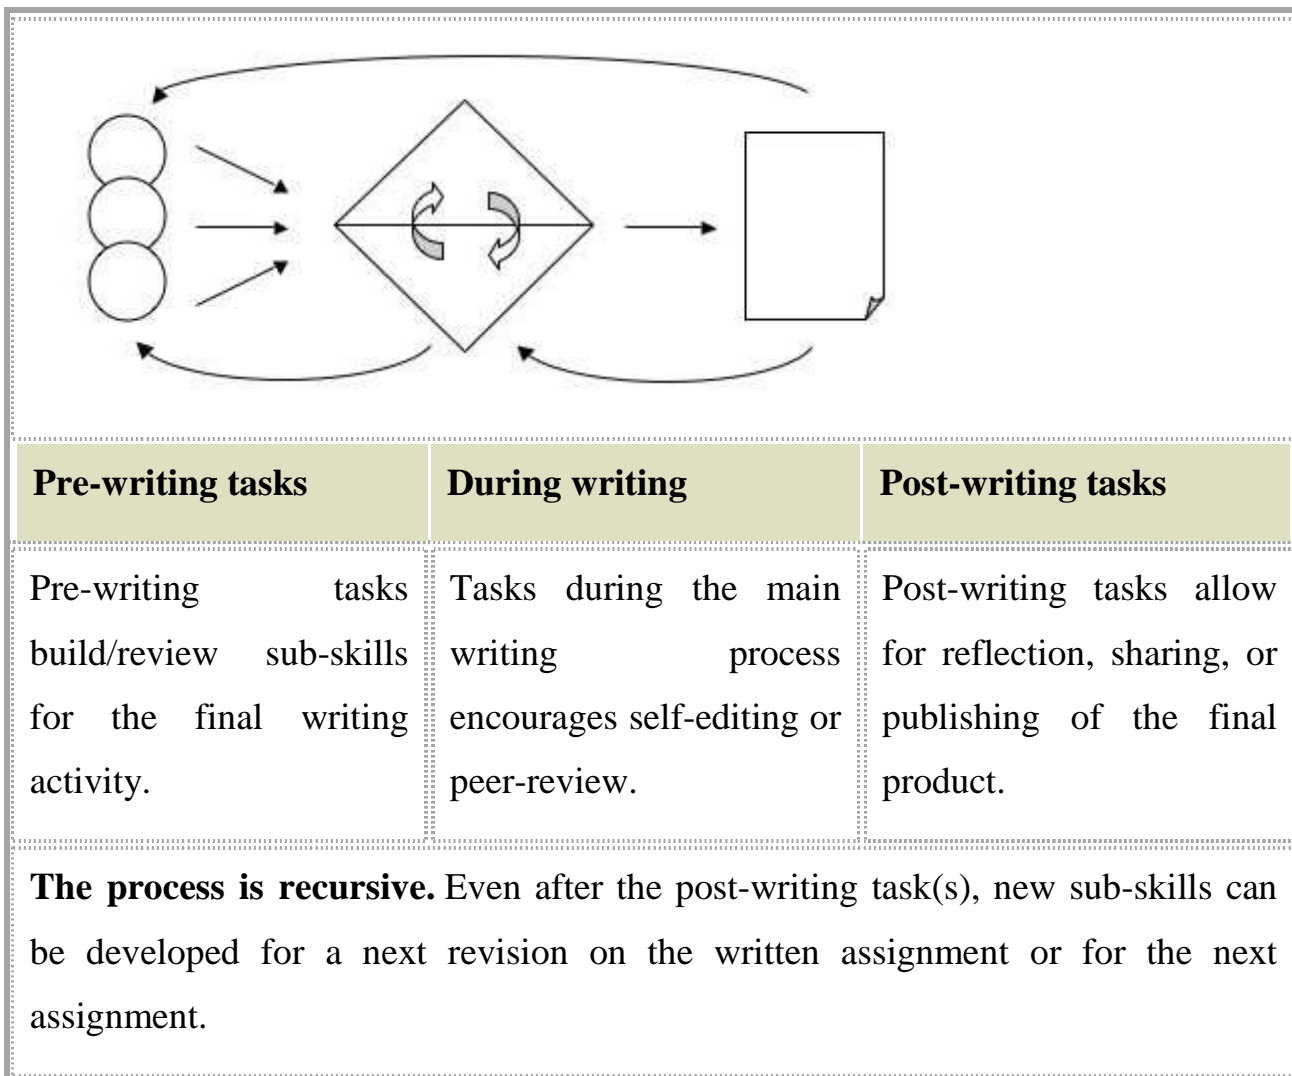 Pre-writing tasks
During writing
Post-writing tasks
Pre-writing tasks
build/review sub-skills
for the final writing
activity.
Tasks during the main
writing process
encourages self-editing or
peer-review.
Post-writing tasks allow
for reflection, sharing, or
publishing of the final
product.
The process is recursive. Even after the post-writing task(s), new sub-skills can
be developed for a next revision on the written assignment or for the next
assignment.